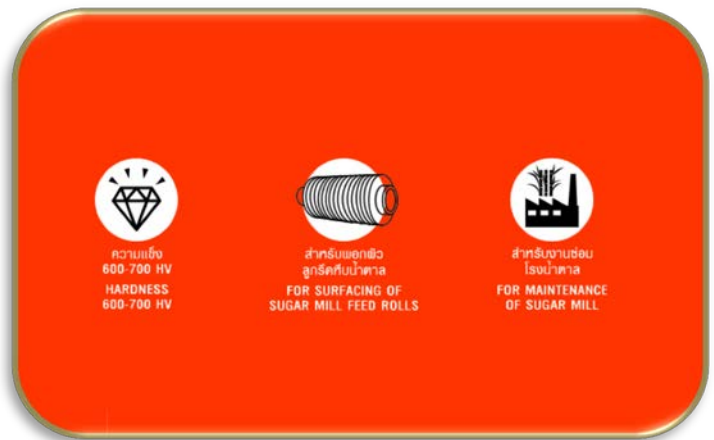 ความแข็ง
600-700 HV
HARDNESS
600-700 HV
สำหรับพอกผิว
ลูกรีดหีบน้ำตาล
FOR SURFACING OF
SUGAR MILL FEED ROLLS
สำหรับงานซ่อม
โรงน้ำตาล
FOR MAINTENANCE
OF SUGAR MILL